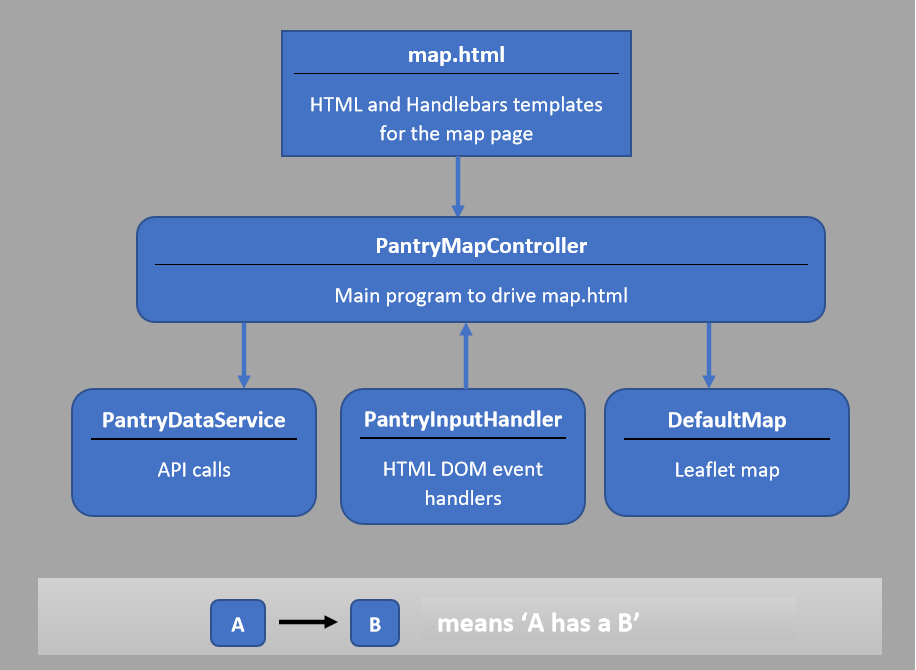 map.html
HTML and Handlebars templates
for the map page
PantryMapController
Main program to drive map.html
PantryDataService
API calls
PantryInputHandler
HTML DOM event
handlers
DefaultMap
Leaflet map
A
B
means ‘A has a B’